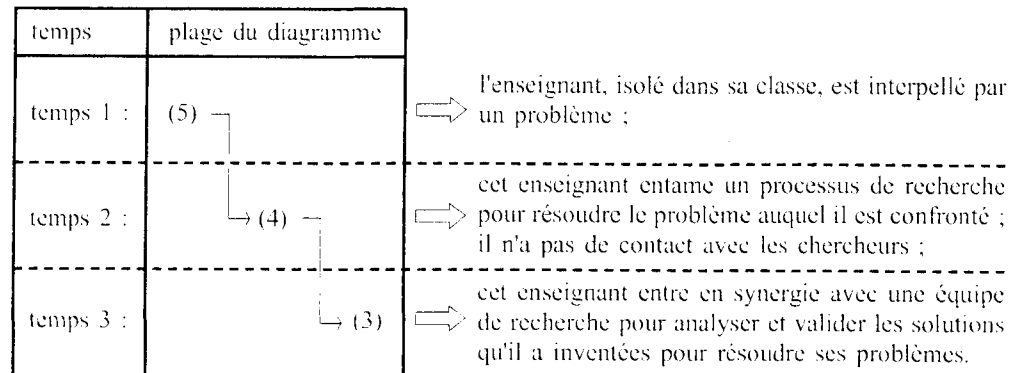 temps plage du diagramme
l'enseignant, isolé dans sa classe, est interpellé par
temps 1 : (5) un problème ;
cet enseignant entame un processus de recherche
temps 2 : (4) pour résoudre le problème auquel il est confronté ;
il n'a pas de contact avec les chercheurs ;
cet enseignant entre en synergie avec une équipe
temps 3 : (3) de recherche pour analyser et valider les solutions
qu'il a inventées pour résoudre ses problèmes.